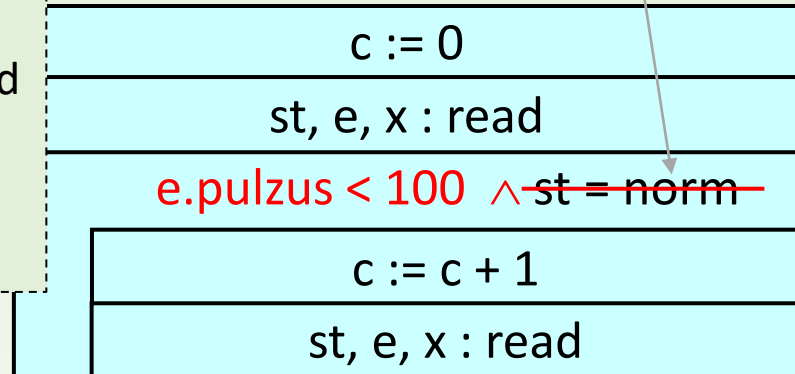 c := 0
d
st, e, x : read
e.pulzus < 100 ∧ st = norm
c := c + 1
st, e, x : read